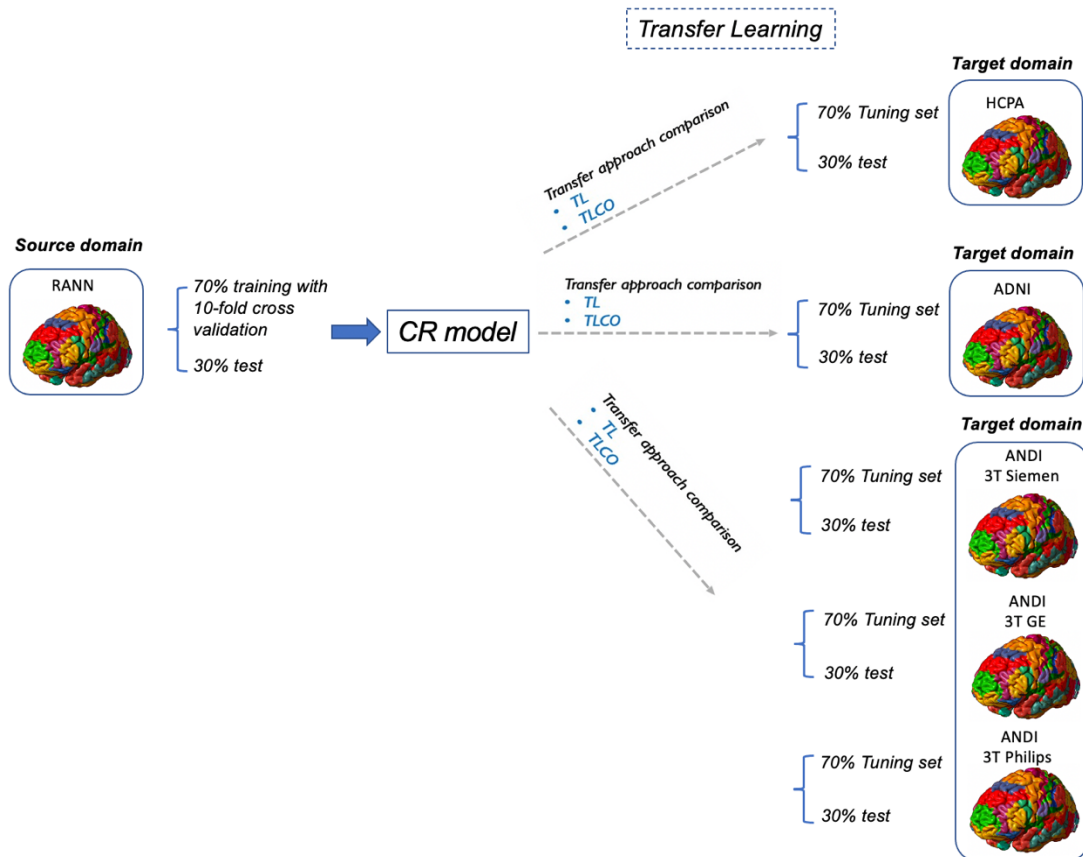 Transfer Learning
Source domain
RANN
70% training with
10-fold cross
validation
30% test
CR model
Transfer approach comparison
• TL
• TLCO
70% Tuning set
30% test
Target domain
HCPA
Transfer approach comparison
• TL
• TLCO
70% Tuning set
30% test
Target domain
ADNI
Transfer approach comparison
• TL
• TLCO
Target domain
70% Tuning set
30% test
ANDI
3T Siemen
70% Tuning set
30% test
ANDI
3T GE
70% Tuning set
30% test
ANDI
3T Philips